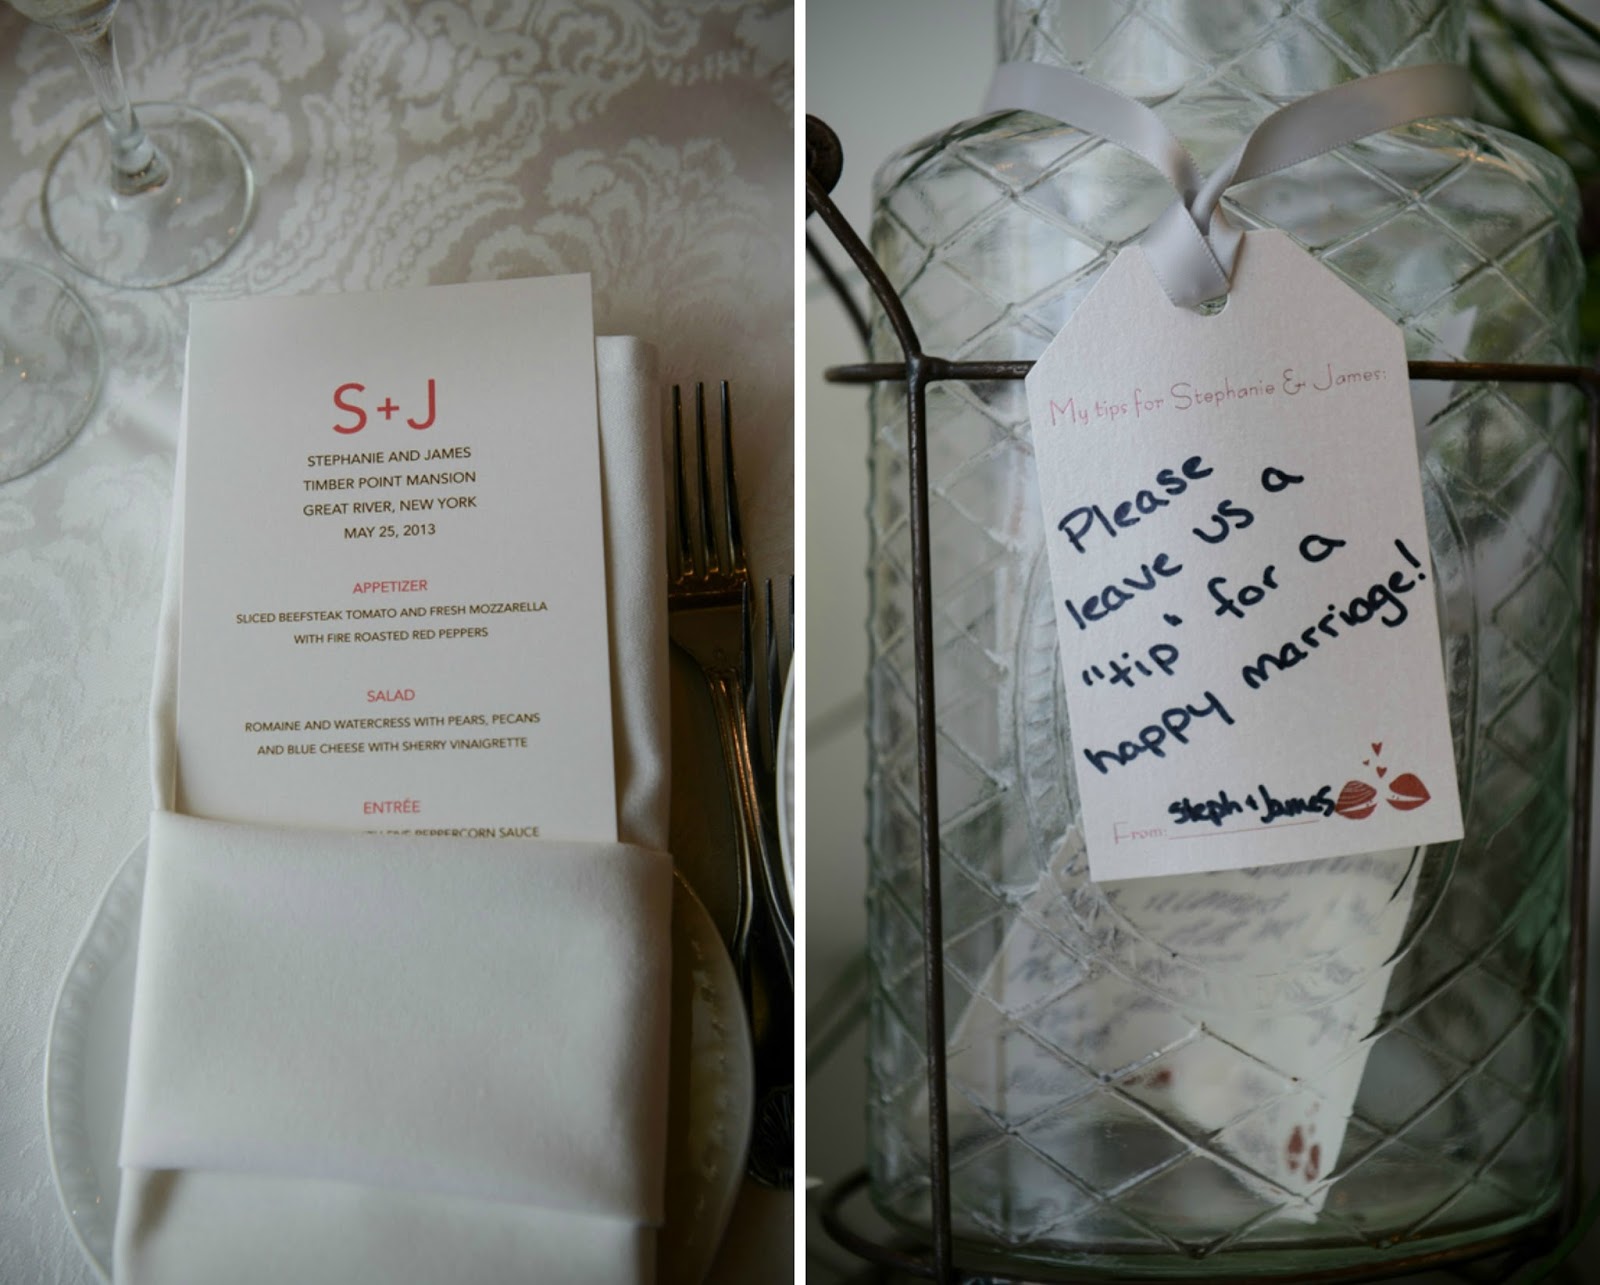 S+J
STEPHANIE AND JAMES
TIMBER POINT MANSION
GREAT RIVER, NEW YORK
MAY 25, 2013
APPETIZER
SLICED BEEFSTEAK TOMATO AND FRESH MOZZARELLA
WITH FIRE ROASTED RED PEPPERS
SALAD
ROMAINE AND WATERCRESS WITH PEARS, PECANS
AND BLUE CHEESE WITH SHERRY VINAIGRETTE
ENTRÉE
PEPPERCORN SAUCE
My tips for Stephanie & James:
Please
leave us a
"tip" for a
happy marriage!
From: Steph + James